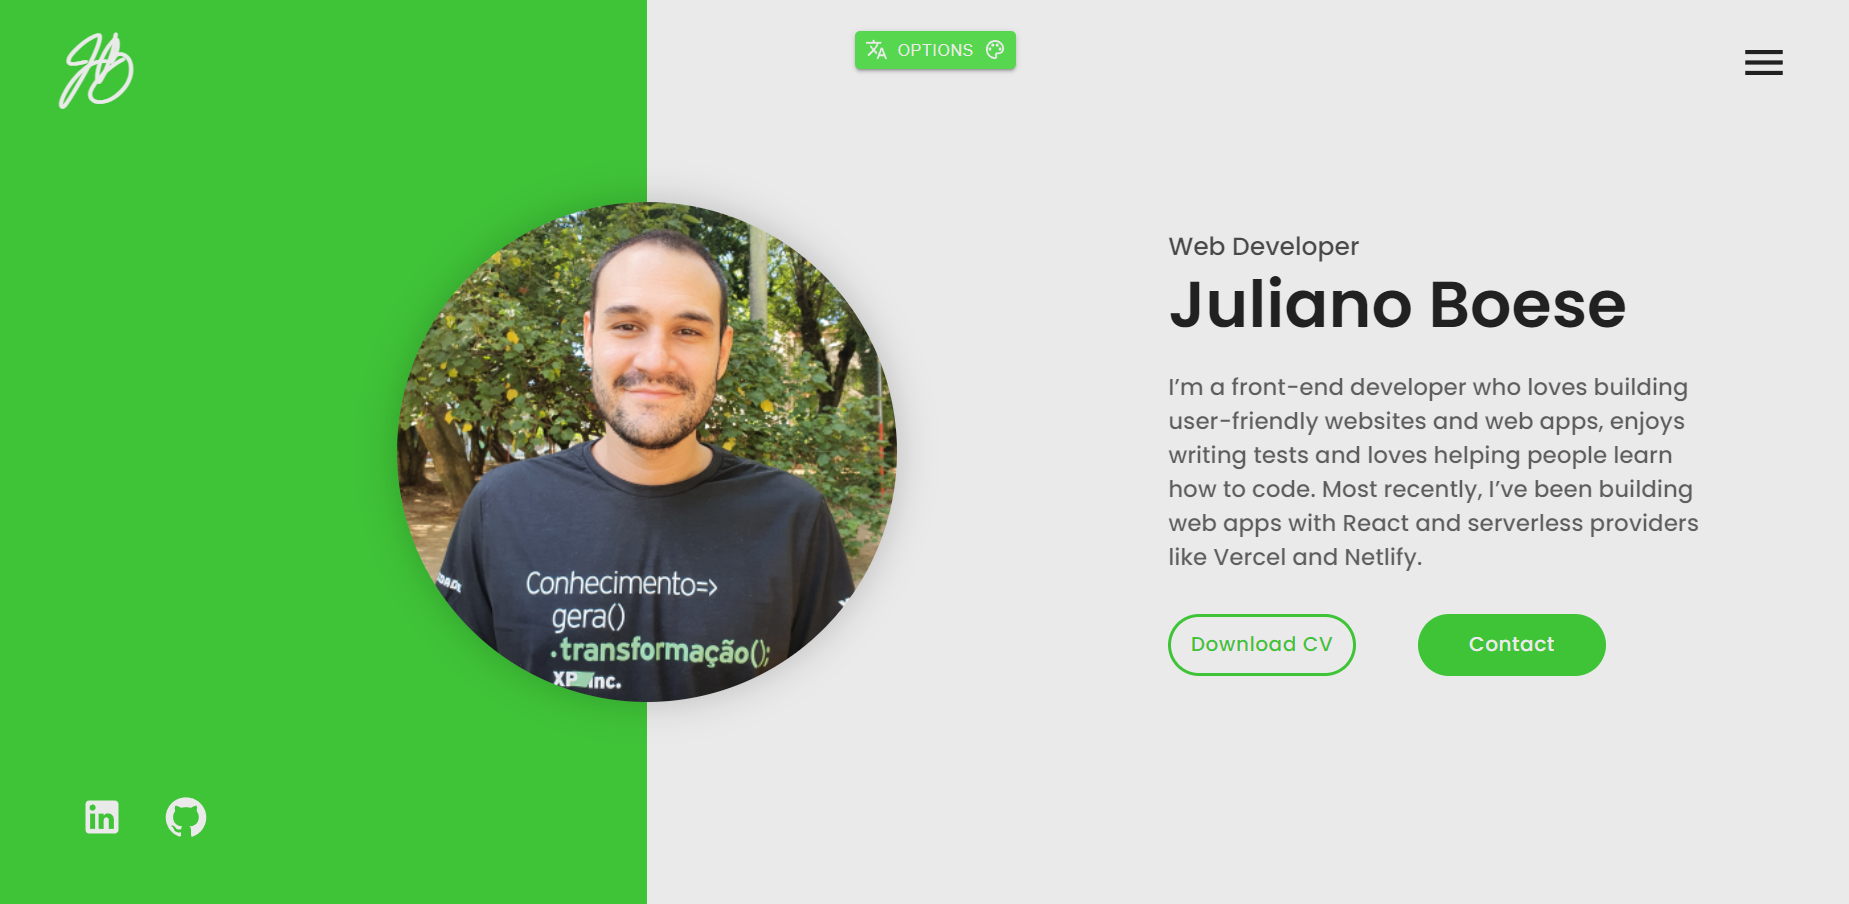 JB
OPTIONS
Web Developer
Juliano Boese
I'm a front-end developer who loves building
user-friendly websites and web apps, enjoys
writing tests and loves helping people learn
how to code. Most recently, I've been building
web apps with React and serverless providers
like Vercel and Netlify.
Download CV
Contact
Conhecimento=>
gera()
.transformação();
XP inc.
in